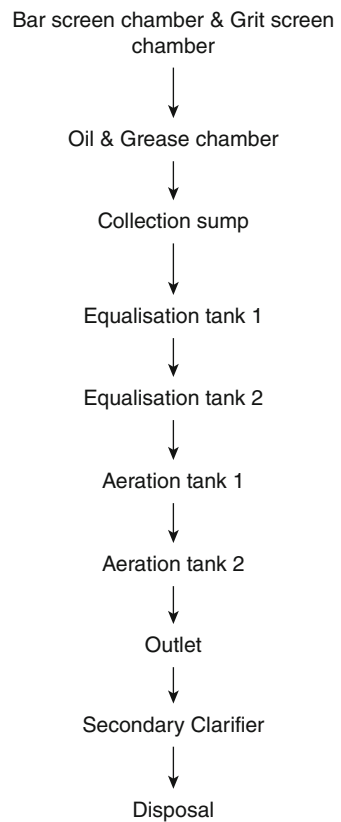 Bar screen chamber & Grit screen
chamber
Oil & Grease chamber
Collection sump
Equalisation tank 1
Equalisation tank 2
Aeration tank 1
Aeration tank 2
Outlet
Secondary Clarifier
Disposal